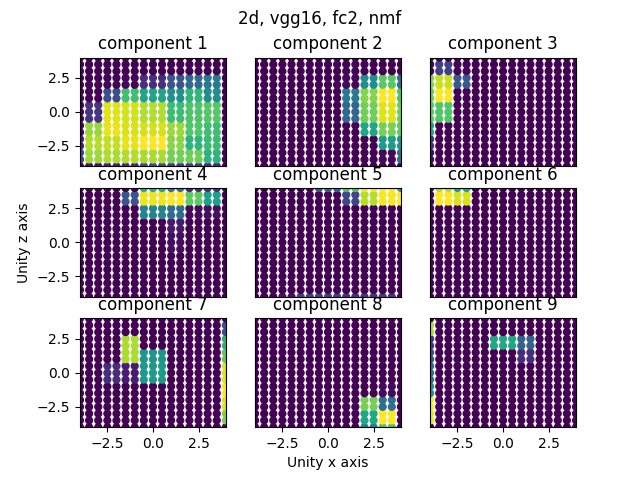 2d, vgg16, fc2, nmf
component 1
component 2
component 3
2.5
0.0
−2.5
component 4
component 5
component 6
2.5
0.0
−2.5
Unity z axis
component 7
component 8
component 9
2.5
0.0
−2.5
−2.5 0.0 2.5
−2.5 0.0 2.5
−2.5 0.0 2.5
Unity x axis